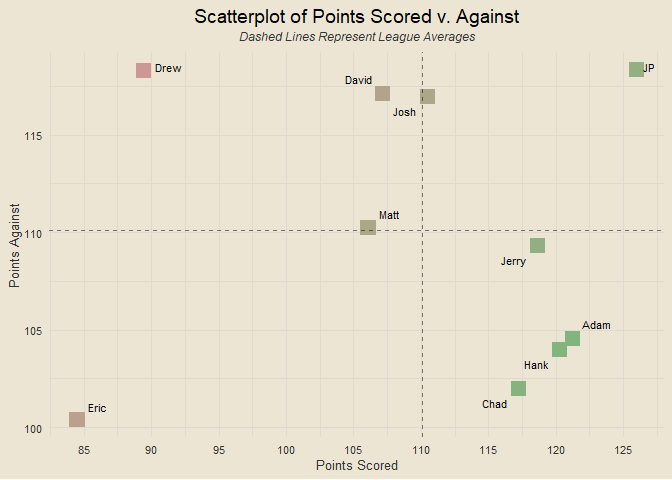 Scatterplot of Points Scored v. Against
Dashed Lines Represent League Averages
Drew
JP
David
Josh
Matt
Jerry
Adam
Hank
Chad
Eric
Points Against
115
110
105
100
85
90
95
100
105
110
115
120
125
Points Scored